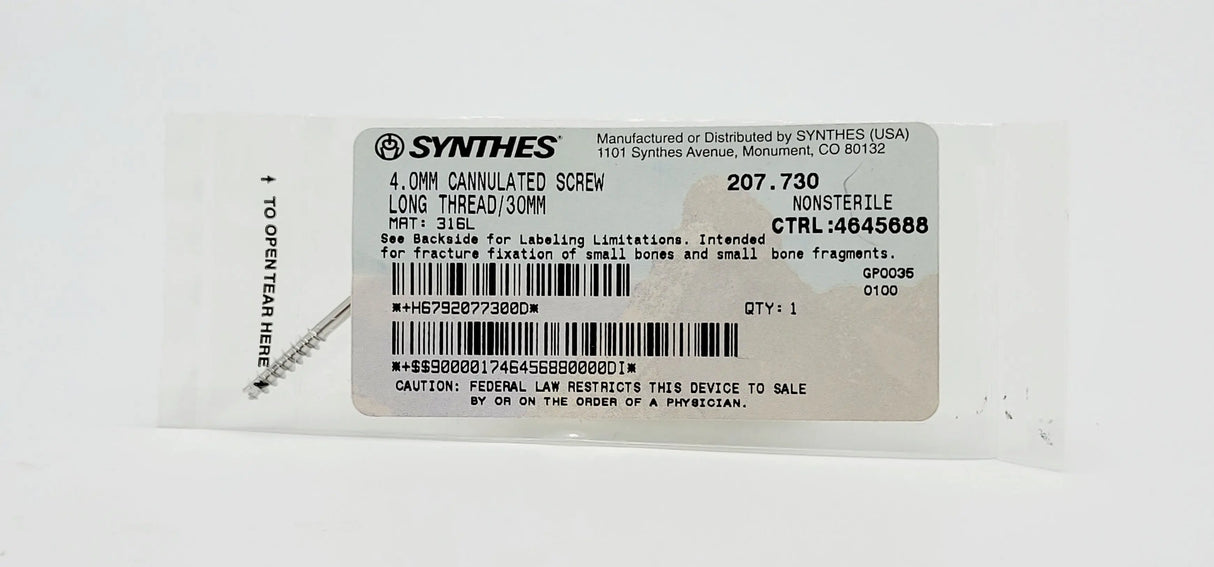 ↑ TO OPEN TEAR HERE
SYNTHES®
Manufactured or Distributed by SYNTHES (USA)
1101 Synthes Avenue, Monument, CO 80132
4.0MM CANNULATED SCREW
207.730
LONG THREAD/30MM
NONSTERILE
MAT: 316L
CTRL:4645688
See Backside for Labeling Limitations. Intended
for fracture fixation of small bones and small bone fragments.
GP0035
0100
*+H6792077300D*
QTY: 1
*+$$9000001746456880000DI*
CAUTION: FEDERAL LAW RESTRICTS THIS DEVICE TO SALE
BY OR ON THE ORDER OF A PHYSICIAN.